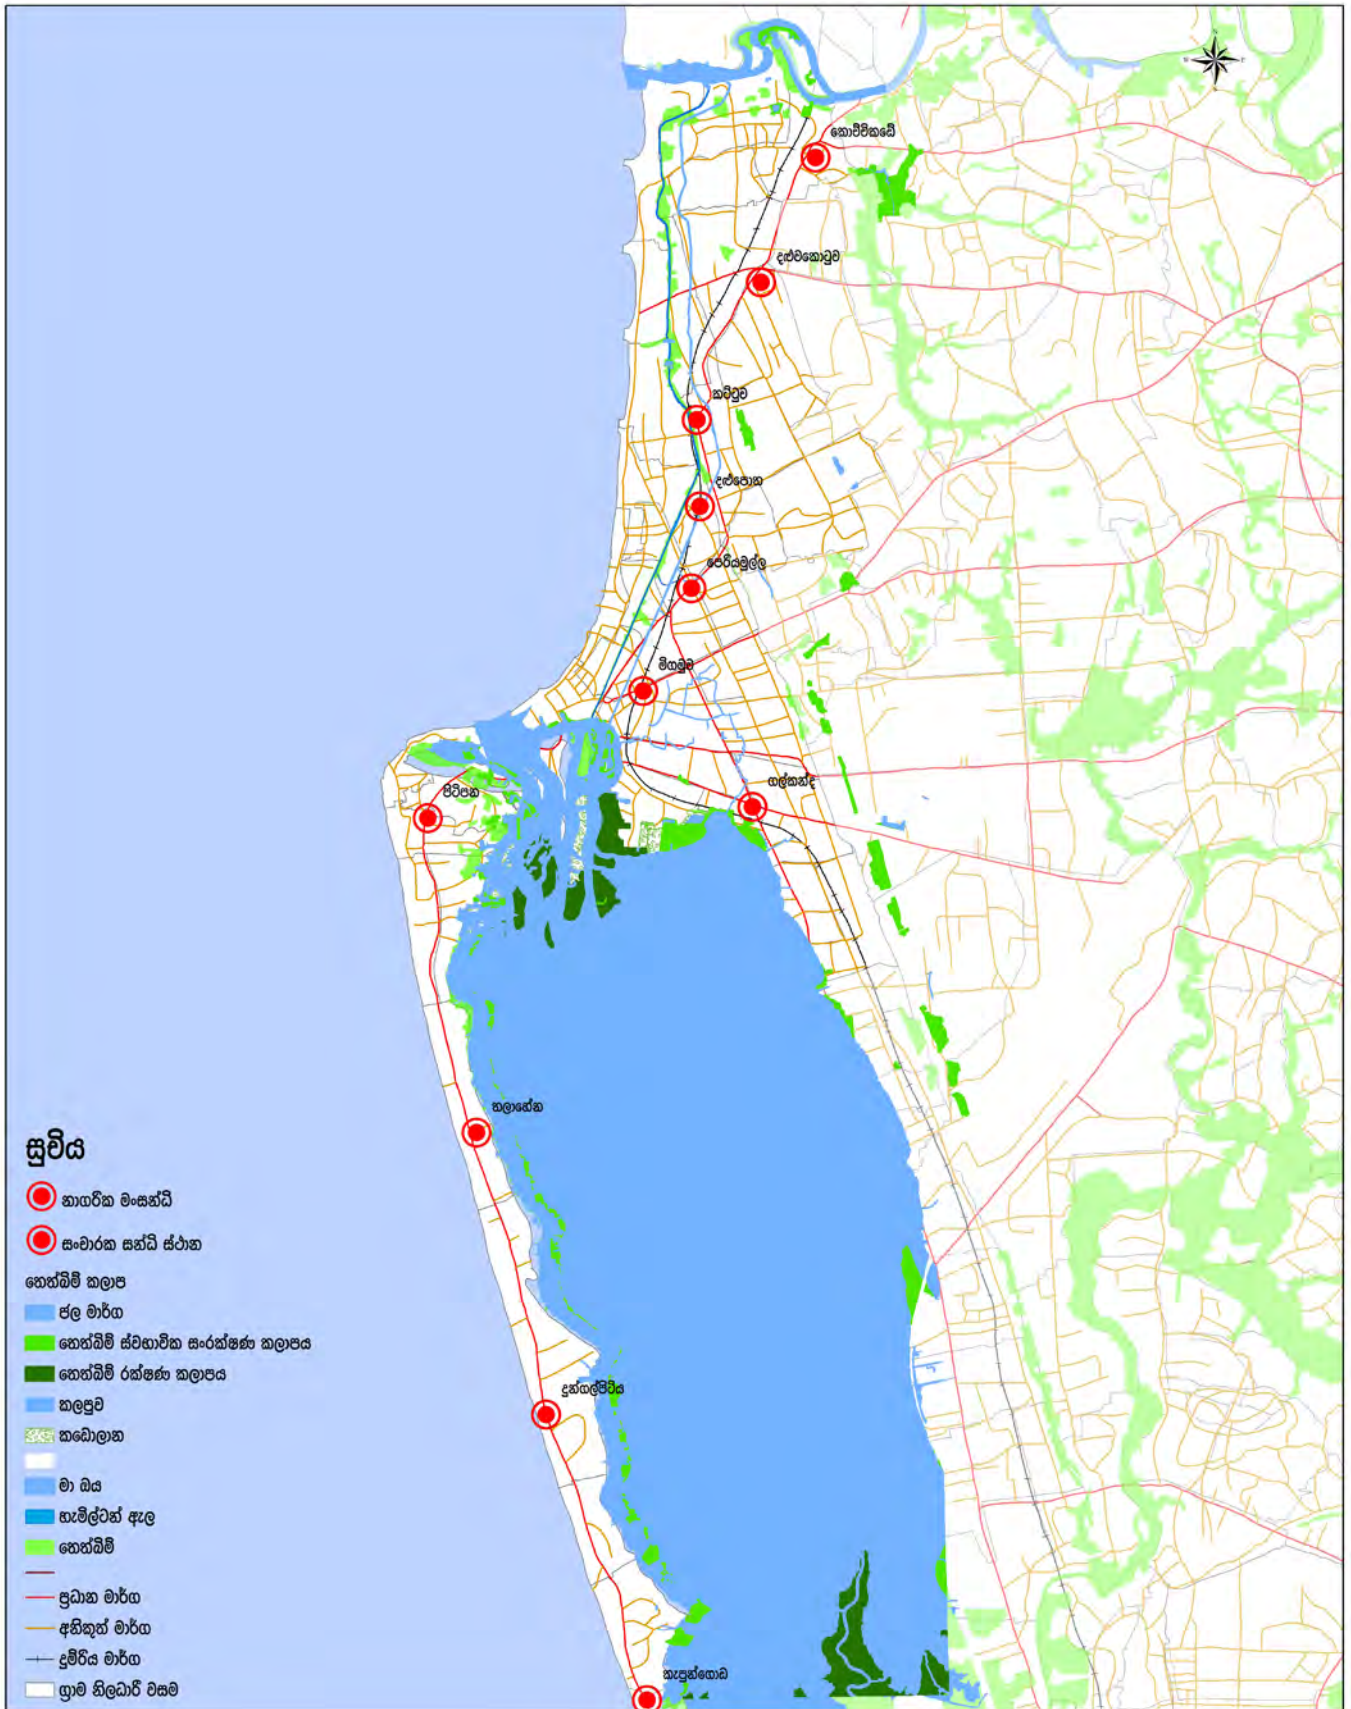 කොච්චිකඩේ
දළුවකොටුව
කට්ටුව
දළුපොත
පෙරියමුල්ල
මීගමුව
ගල්කන්ද
පිටිපන
තලාහේන
දුන්ගල්පිටිය
කැපුන්ගොඩ
සුචිය
නාගරික මංසන්ධි
සංචාරක සන්ධි ස්ථාන
තෙත්බිම් කලාප
ජල මාර්ග
තෙත්බිම් ස්වභාවික සංරක්ෂණ කලාපය
තෙත්බිම් රක්ෂණ කලාපය
කලපුව
කඩොලාන
මා ඔය
හැමිල්ටන් ඇල
තෙත්බිම්
ප්‍රධාන මාර්ග
අනිකුත් මාර්ග
දුම්රිය මාර්ග
ග්‍රාම නිලධාරී වසම